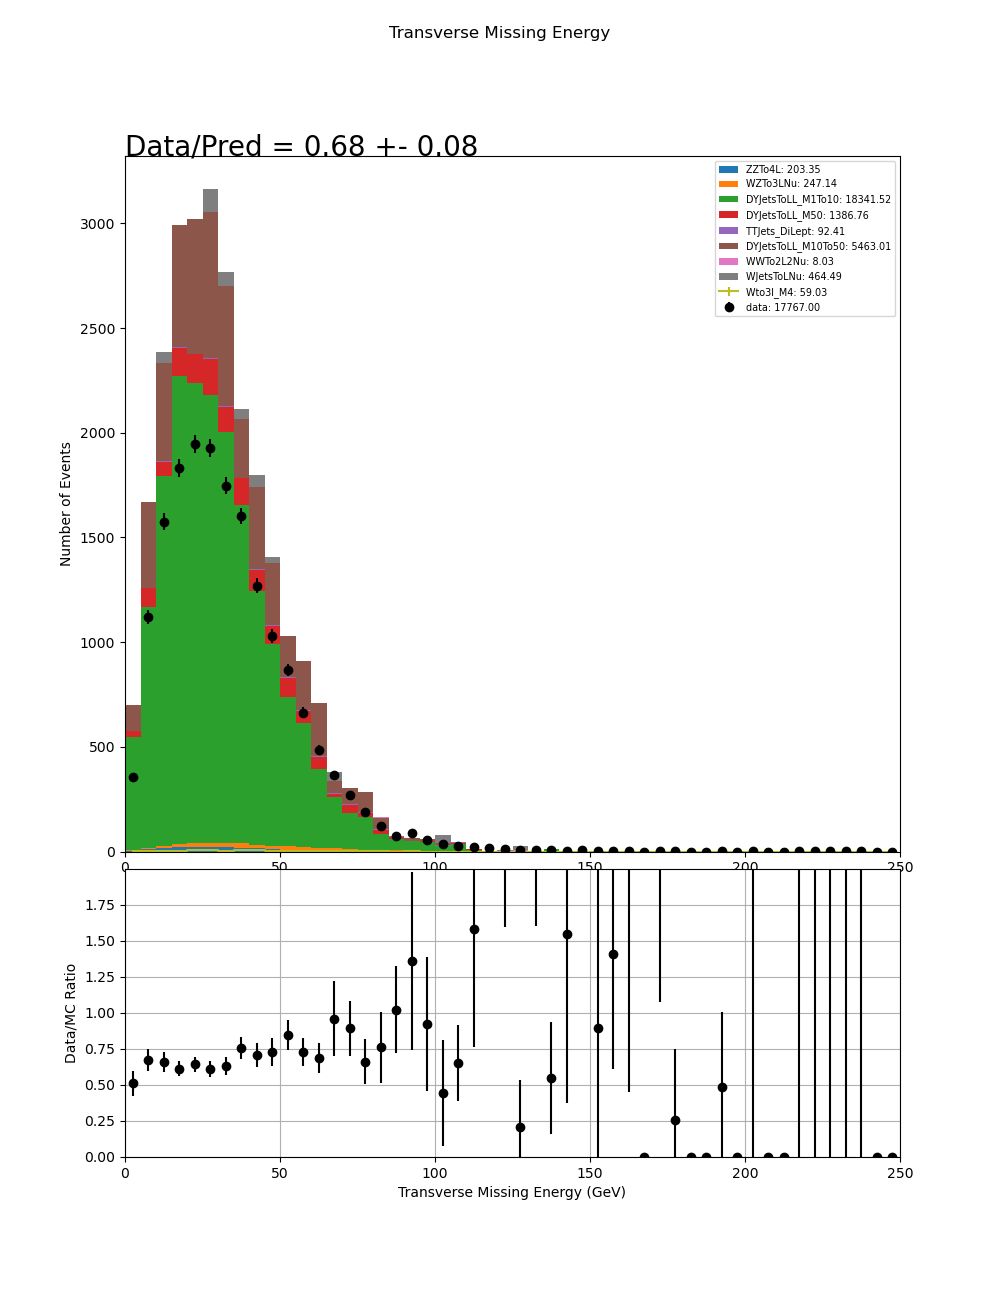 Transverse Missing Energy
Data/Pred = 0.68 +- 0.08
ZZTo4L: 203.35
WZTo3LNu: 247.14
DYJetsToLL_M1To10: 18341.52
DYJetsToLL_M50: 1386.76
TTJets_DiLept: 92.41
DYJetsToLL_M10To50: 5463.01
WWTo2L2Nu: 8.03
WJetsToLNu: 464.49
Wto3l_M4: 59.03
data: 17767.00
Number of Events
3000
2500
2000
1500
1000
500
0
0 50 100 150 200 250
Data/MC Ratio
1.75
1.50
1.25
1.00
0.75
0.50
0.25
0.00
0 50 100 150 200 250
Transverse Missing Energy (GeV)